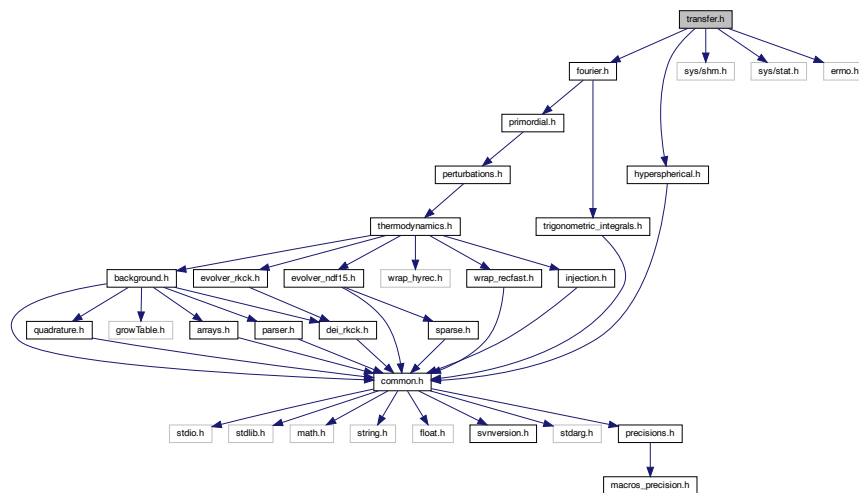 transfer.h
fourier.h
sys/shm.h
sys/stat.h
errno.h
primordial.h
perturbations.h
hyperspherical.h
thermodynamics.h
trigonometric_integrals.h
background.h
evolver_rkck.h
evolver_ndf15.h
wrap_hyrec.h
wrap_recfast.h
injection.h
quadrature.h
growTable.h
arrays.h
parser.h
dei_rkck.h
sparse.h
common.h
stdio.h
stdlib.h
math.h
string.h
float.h
svnversion.h
stdarg.h
precisions.h
macros_precision.h